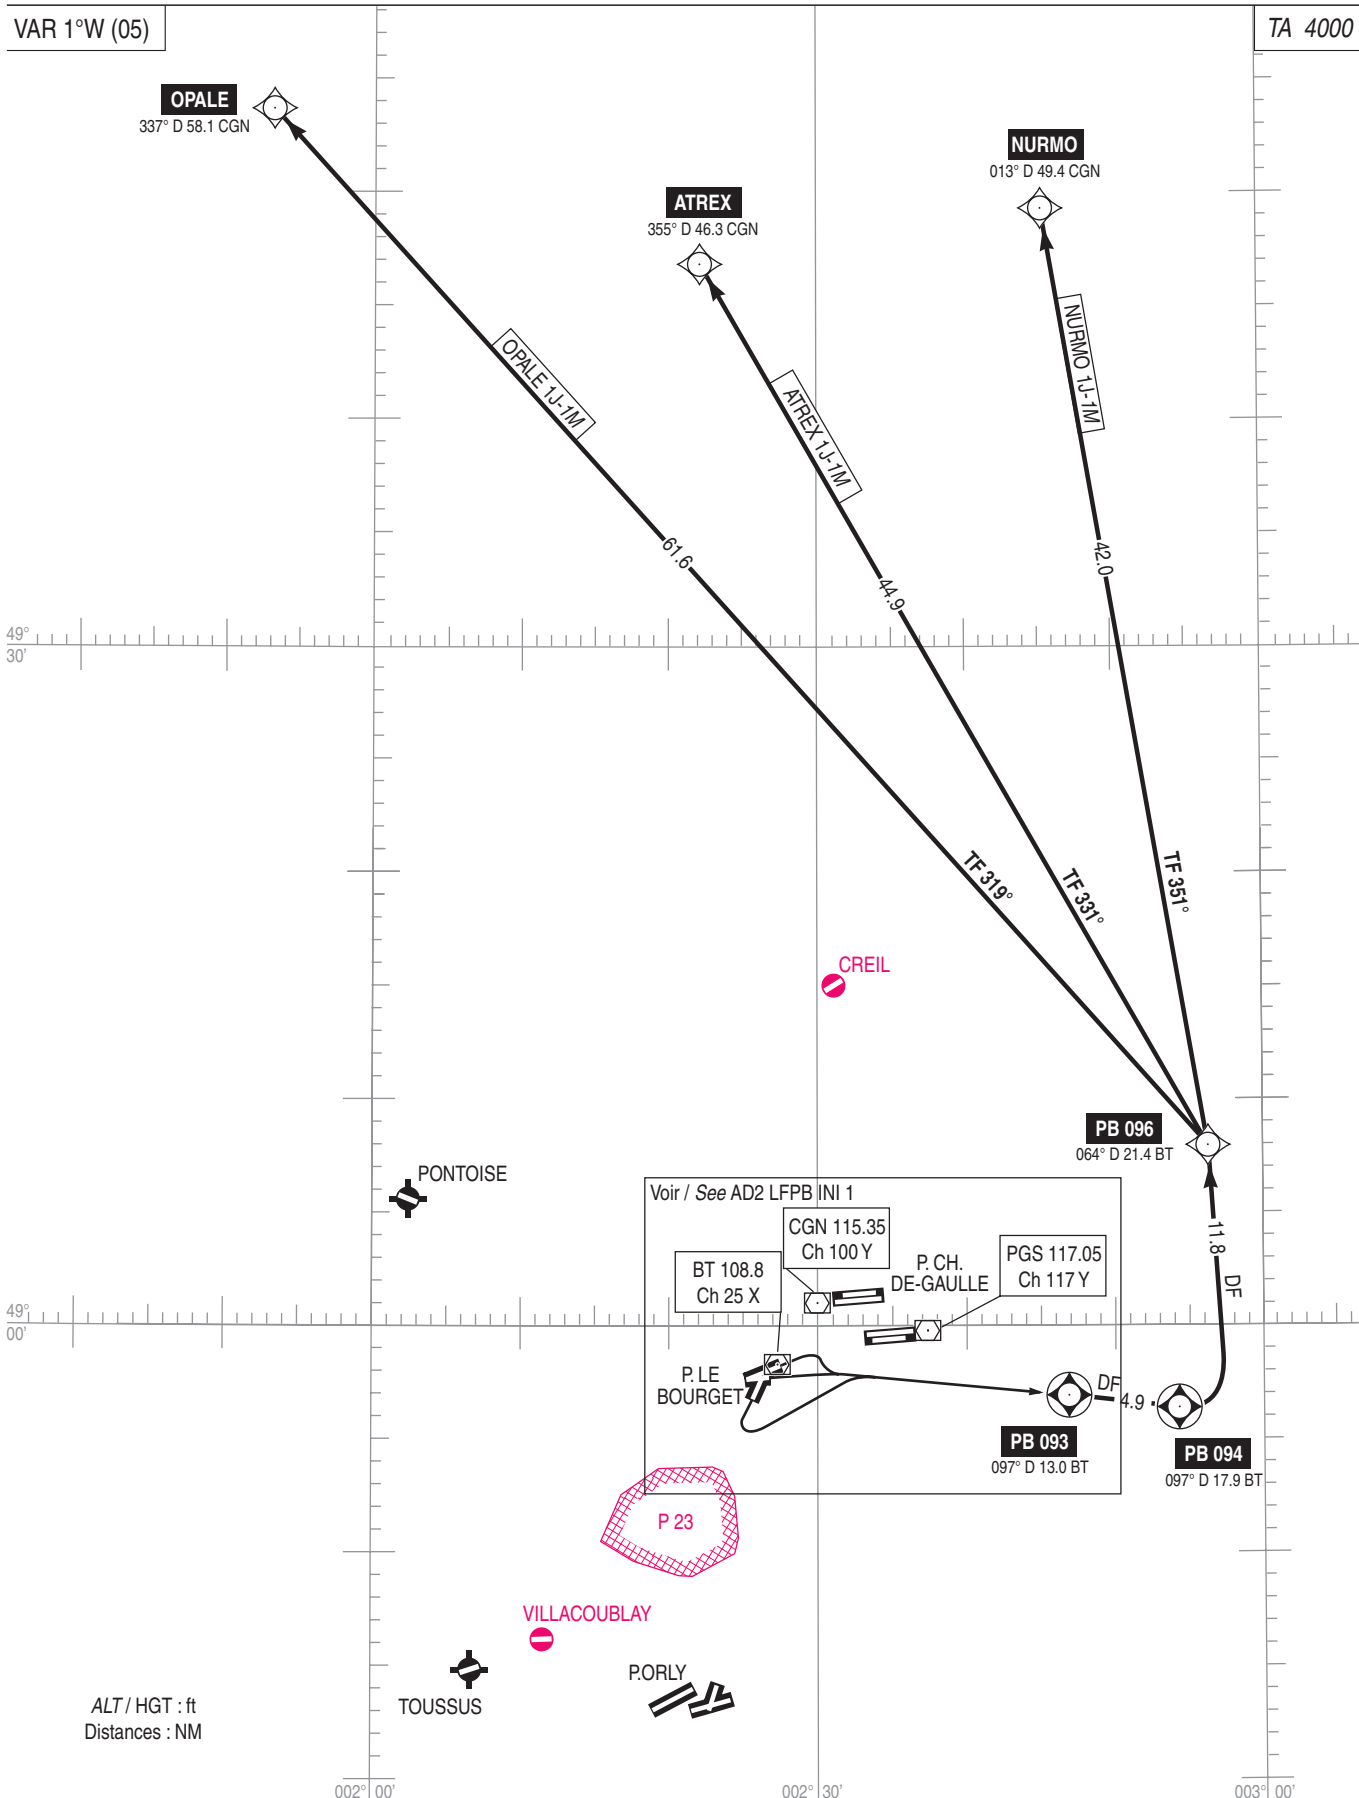 VAR 1°W (05)
TA 4000
OPALE
337° D 58.1 CGN
NURMO
013° D 49.4 CGN
ATREX
355° D 46.3 CGN
OPALE 1J-1M
ATREX 1J-1M
NURMO 1J-1M
61.6
44.9
42.0
49°
30'
TF 319°
TF 331°
TF 351°
CREIL
PB 096
064° D 21.4 BT
PONTOISE
Voir / See AD2 LFPB INI 1
CGN 115.35
Ch 100 Y
BT 108.8
Ch 25 X
P. CH.
DE-GAULLE
PGS 117.05
Ch 117 Y
11.8
DF
49°
00'
P. LE
BOURGET
DF
4.9
PB 093
097° D 13.0 BT
PB 094
097° D 17.9 BT
P 23
VILLACOUBLAY
P.ORLY
TOUSSUS
ALT / HGT : ft
Distances : NM
002° 00'
002° 30'
003° 00'